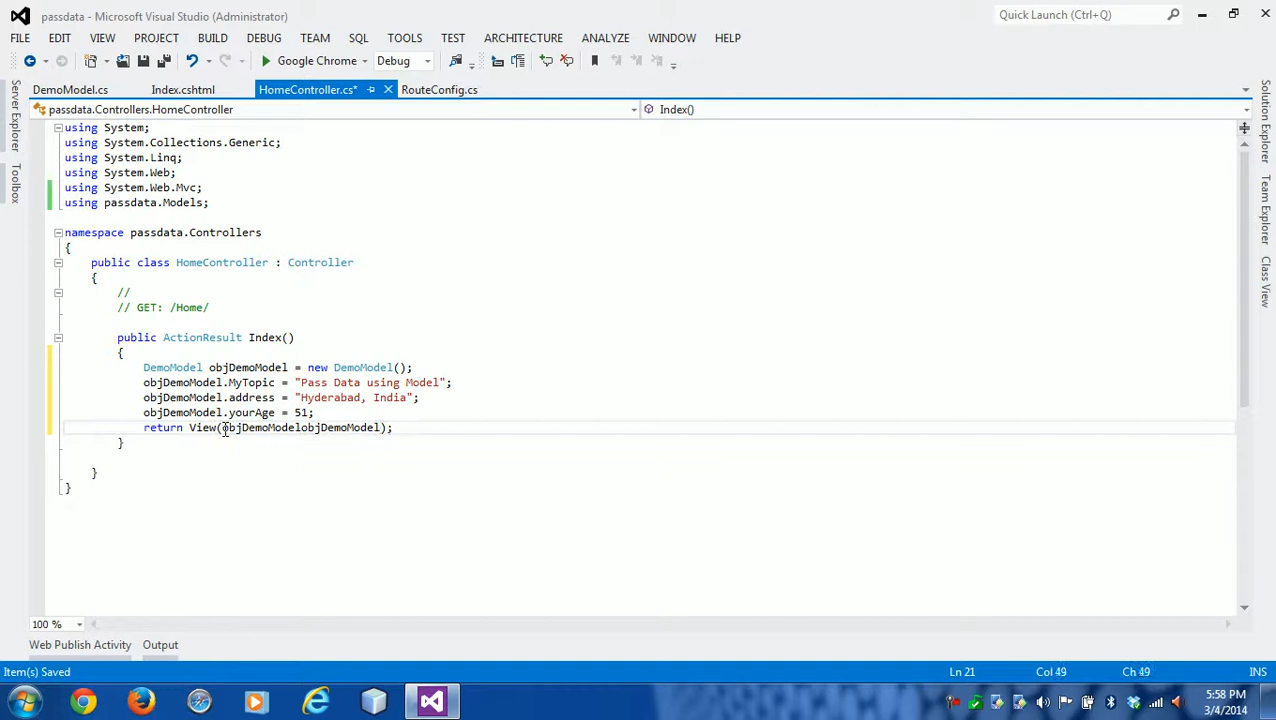 passdata - Microsoft Visual Studio (Administrator)
Quick Launch (Ctrl+Q)
FILE EDIT VIEW PROJECT BUILD DEBUG TEAM SQL TOOLS TEST ARCHITECTURE ANALYZE WINDOW HELP
Google Chrome Debug
DemoModel.cs Index.cshtml HomeController.cs* RouteConfig.cs
passdata.Controllers.HomeController Index()
Server Explorer
Toolbox
Solution Explorer
Team Explorer
Class View
using System;
using System.Collections.Generic;
using System.Linq;
using System.Web;
using System.Web.Mvc;
using passdata.Models;
namespace passdata.Controllers
{
public class HomeController : Controller
{
//
// GET: /Home/
public ActionResult Index()
{
DemoModel objDemoModel = new DemoModel();
objDemoModel.MyTopic = "Pass Data using Model";
objDemoModel.address = "Hyderabad, India";
objDemoModel.yourAge = 51;
return View(objDemoModelobjDemoModel);
}
}
}
100 %
Web Publish Activity Output
Item(s) Saved Ln 21 Col 49 Ch 49 INS
5:58 PM
3/4/2014